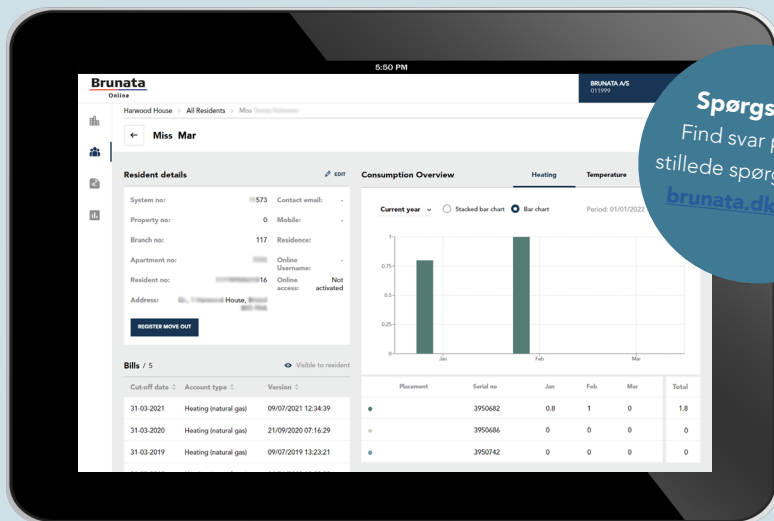 5:50 PM
Brunata
Online
BRUNATA A/S
011999
Harwood House > All Residents > Miss
← Miss Mar
Resident details
EDIT
System no: 573 Contact email: -
Property no: 0 Mobile: -
Branch no: 117 Residence:
Apartment no: Online Username: -
Resident no: 16 Online access: Not activated
Address: House,
REGISTER MOVE OUT
Bills / 5
Visible to resident
Cut-off date Account type Version
31-03-2021 Heating (natural gas) 09/07/2021 12:34:39
31-03-2020 Heating (natural gas) 21/09/2020 07:16:29
31-03-2019 Heating (natural gas) 09/07/2019 13:23:21
Consumption Overview Heating Temperature
Current year Stacked bar chart Bar chart Period: 01/01/2022
1
0.75
0.5
0.25
0
Jan Feb Mar
Placement Serial no Jan Feb Mar Total
3950682 0.8 1 0 1.8
3950686 0 0 0 0
3950742 0 0 0 0
Spørgs
Find svar p
stillede spørg
brunata.dk